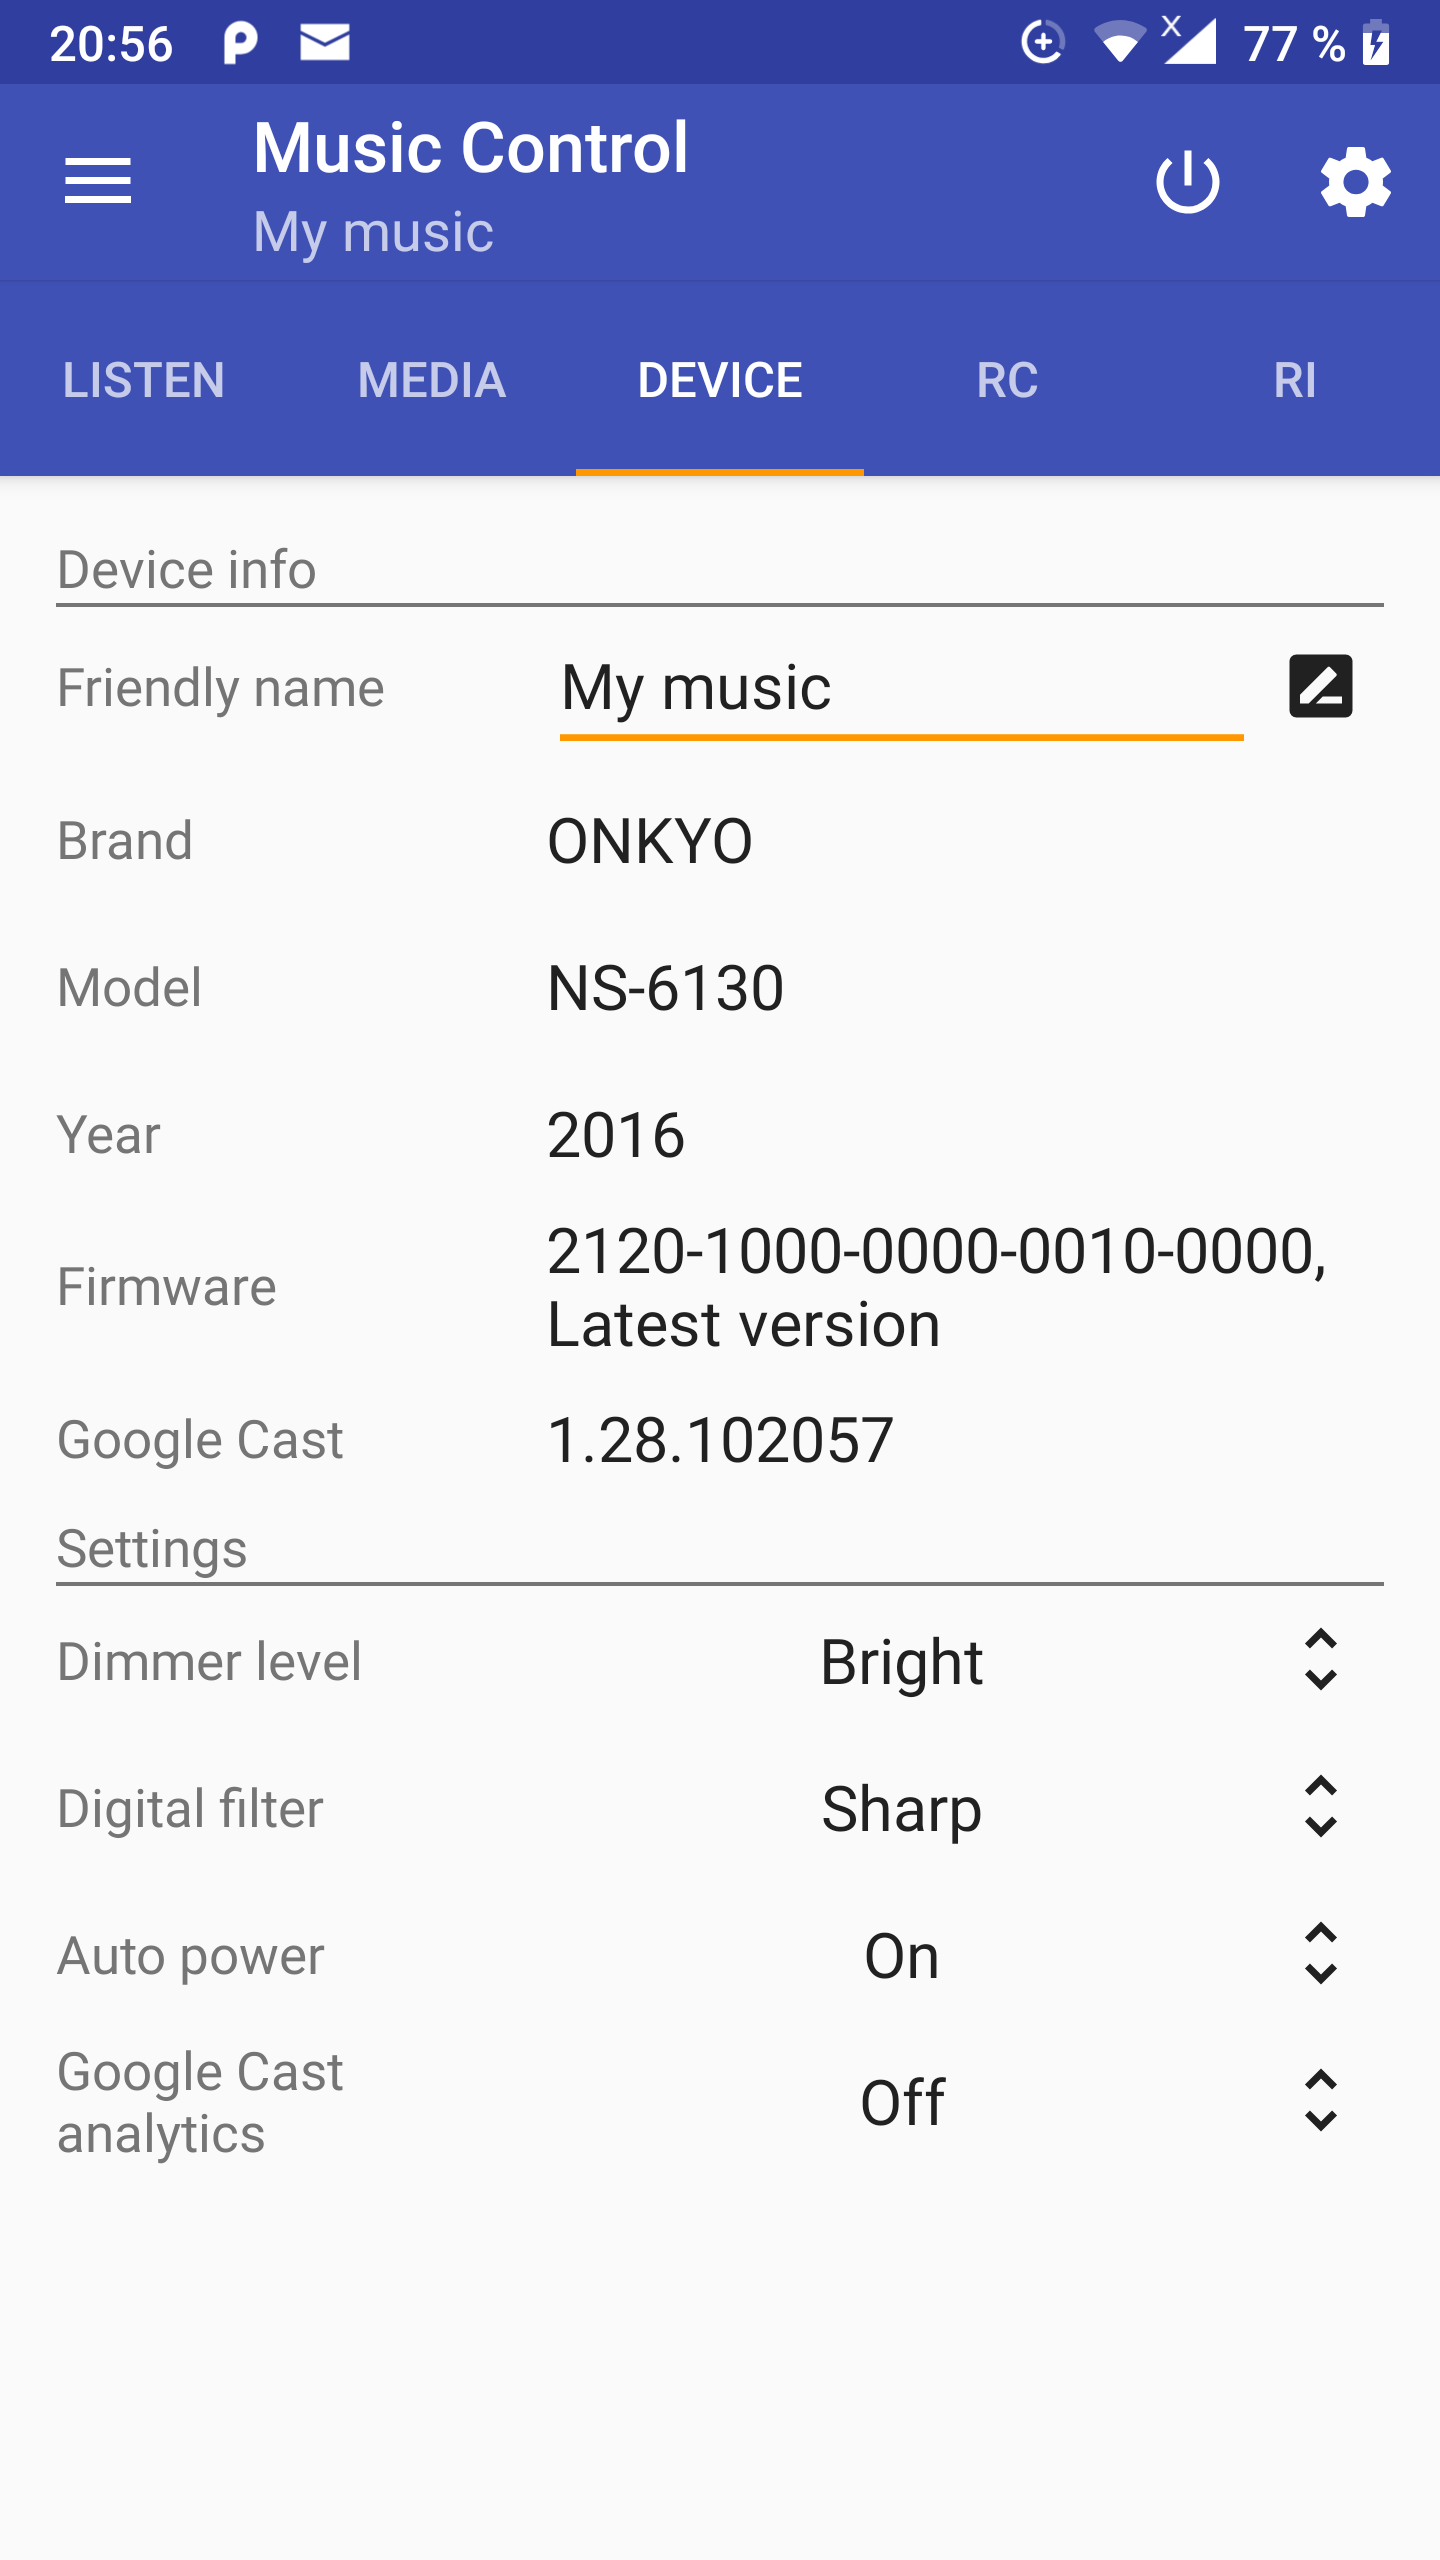 20:56 77 %
Music Control
My music
LISTEN MEDIA DEVICE RC RI
Device info
Friendly name My music
Brand ONKYO
Model NS-6130
Year 2016
Firmware 2120-1000-0000-0010-0000,
Latest version
Google Cast 1.28.102057
Settings
Dimmer level Bright
Digital filter Sharp
Auto power On
Google Cast
analytics Off